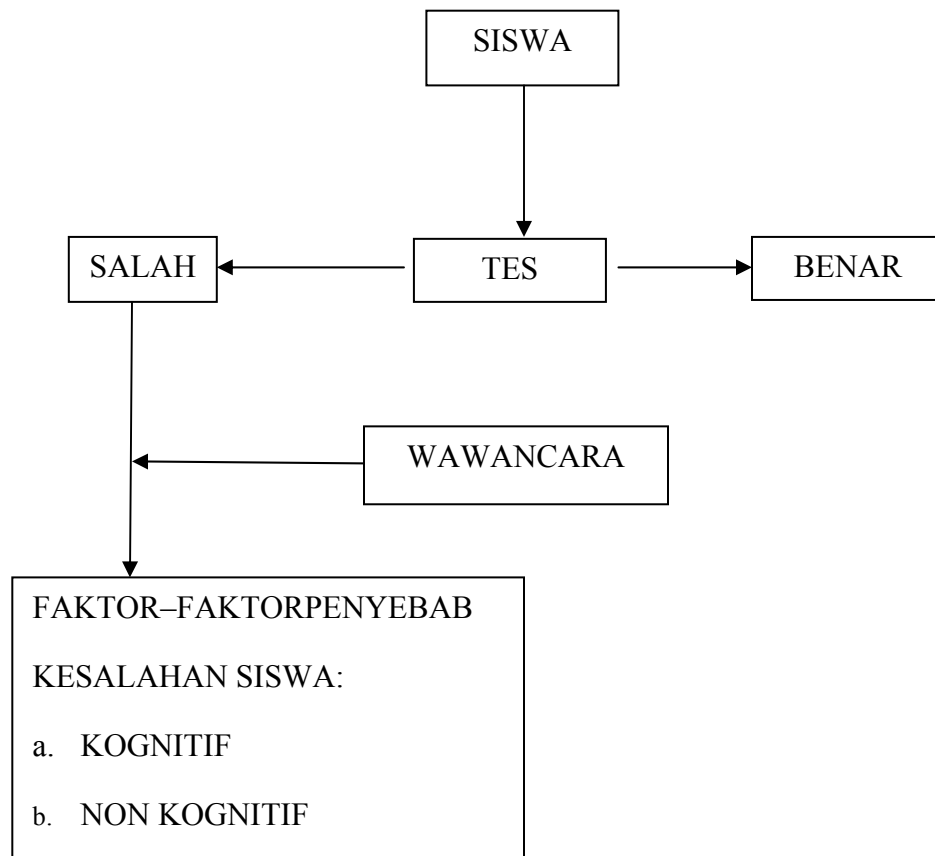 SISWA
SALAH
TES
BENAR
WAWANCARA
FAKTOR–FAKTORPENYEBAB
KESALAHAN SISWA:
a. KOGNITIF
b. NON KOGNITIF